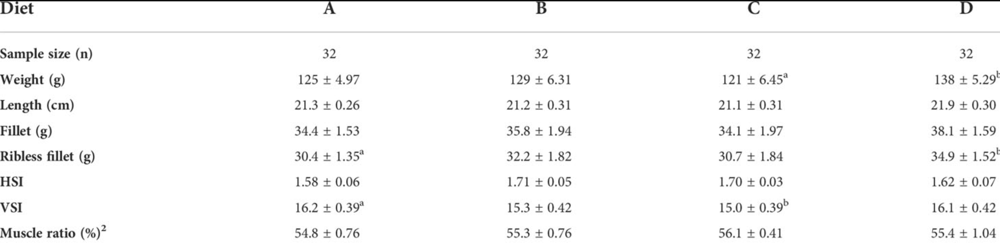 Diet A B C D
Sample size (n) 32 32 32 32
Weight (g) 125 ± 4.97 129 ± 6.31 121 ± 6.45ᵃ 138 ± 5.29ᵇ
Length (cm) 21.3 ± 0.26 21.2 ± 0.31 21.1 ± 0.31 21.9 ± 0.30
Fillet (g) 34.4 ± 1.53 35.8 ± 1.94 34.1 ± 1.97 38.1 ± 1.59
Ribless fillet (g) 30.4 ± 1.35ᵃ 32.2 ± 1.82 30.7 ± 1.84 34.9 ± 1.52ᵇ
HSI 1.58 ± 0.06 1.71 ± 0.05 1.70 ± 0.03 1.62 ± 0.07
VSI 16.2 ± 0.39ᵃ 15.3 ± 0.42 15.0 ± 0.39ᵇ 16.1 ± 0.42
Muscle ratio (%)² 54.8 ± 0.76 55.3 ± 0.76 56.1 ± 0.41 55.4 ± 1.04